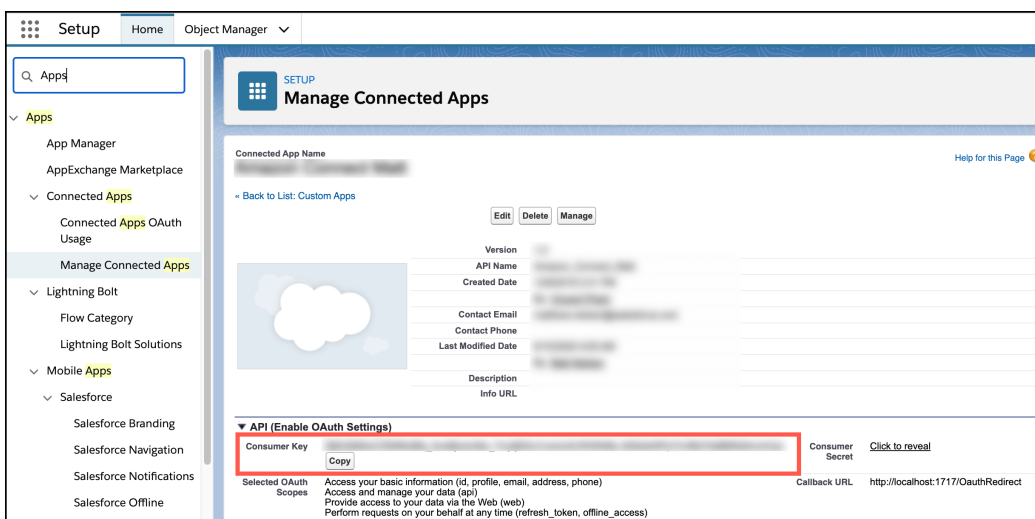 Setup
Home
Object Manager
Apps
Apps
App Manager
AppExchange Marketplace
Connected Apps
Connected Apps OAuth
Usage
Manage Connected Apps
Lightning Bolt
Flow Category
Lightning Bolt Solutions
Mobile Apps
Salesforce
Salesforce Branding
Salesforce Navigation
Salesforce Notifications
Salesforce Offline
SETUP
Manage Connected Apps
Connected App Name
Help for this Page
« Back to List: Custom Apps
Edit Delete Manage
Version
API Name
Created Date
Contact Email
Contact Phone
Last Modified Date
Description
Info URL
▼ API (Enable OAuth Settings)
Consumer Key
Copy
Consumer
Secret
Click to reveal
Selected OAuth
Scopes
Access your basic information (id, profile, email, address, phone)
Access and manage your data (api)
Provide access to your data via the Web (web)
Perform requests on your behalf at any time (refresh_token, offline_access)
Callback URL
http://localhost:1717/OauthRedirect